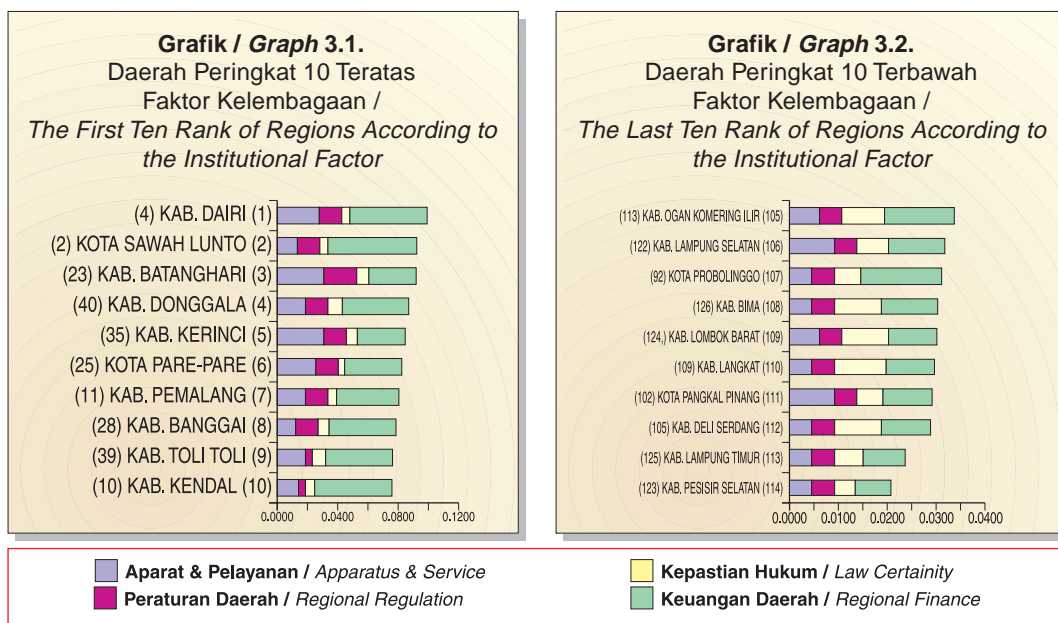 Grafik / Graph 3.1.
Daerah Peringkat 10 Teratas
Faktor Kelembagaan /
The First Ten Rank of Regions According to
the Institutional Factor
(4) KAB. DAIRI (1)
(2) KOTA SAWAH LUNTO (2)
(23) KAB. BATANGHARI (3)
(40) KAB. DONGGALA (4)
(35) KAB. KERINCI (5)
(25) KOTA PARE-PARE (6)
(11) KAB. PEMALANG (7)
(28) KAB. BANGGAI (8)
(39) KAB. TOLI TOLI (9)
(10) KAB. KENDAL (10)
0.0000 0.0400 0.0800 0.1200
Grafik / Graph 3.2.
Daerah Peringkat 10 Terbawah
Faktor Kelembagaan /
The Last Ten Rank of Regions According to
the Institutional Factor
(113) KAB. OGAN KOMERING ILIR (105)
(122) KAB. LAMPUNG SELATAN (106)
(92) KOTA PROBOLINGGO (107)
(126) KAB. BIMA (108)
(124,) KAB. LOMBOK BARAT (109)
(109) KAB. LANGKAT (110)
(102) KOTA PANGKAL PINANG (111)
(105) KAB. DELI SERDANG (112)
(125) KAB. LAMPUNG TIMUR (113)
(123) KAB. PESISIR SELATAN (114)
0.0000 0.0100 0.0200 0.0300 0.0400
Aparat & Pelayanan / Apparatus & Service
Peraturan Daerah / Regional Regulation
Kepastian Hukum / Law Certainity
Keuangan Daerah / Regional Finance